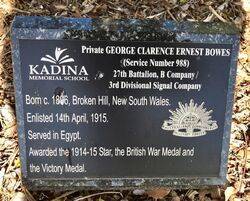 Private GEORGE CLARENCE ERNEST BOWES
(Service Number 988)
27th Battalion, B Company /
3rd Divisional Signal Company
KADINA
MEMORIAL SCHOOL
Born c. 1896, Broken Hill, New South Wales.
Enlisted 14th April, 1915.
Served in Egypt.
Awarded the 1914-15 Star, the British War Medal and
the Victory Medal.